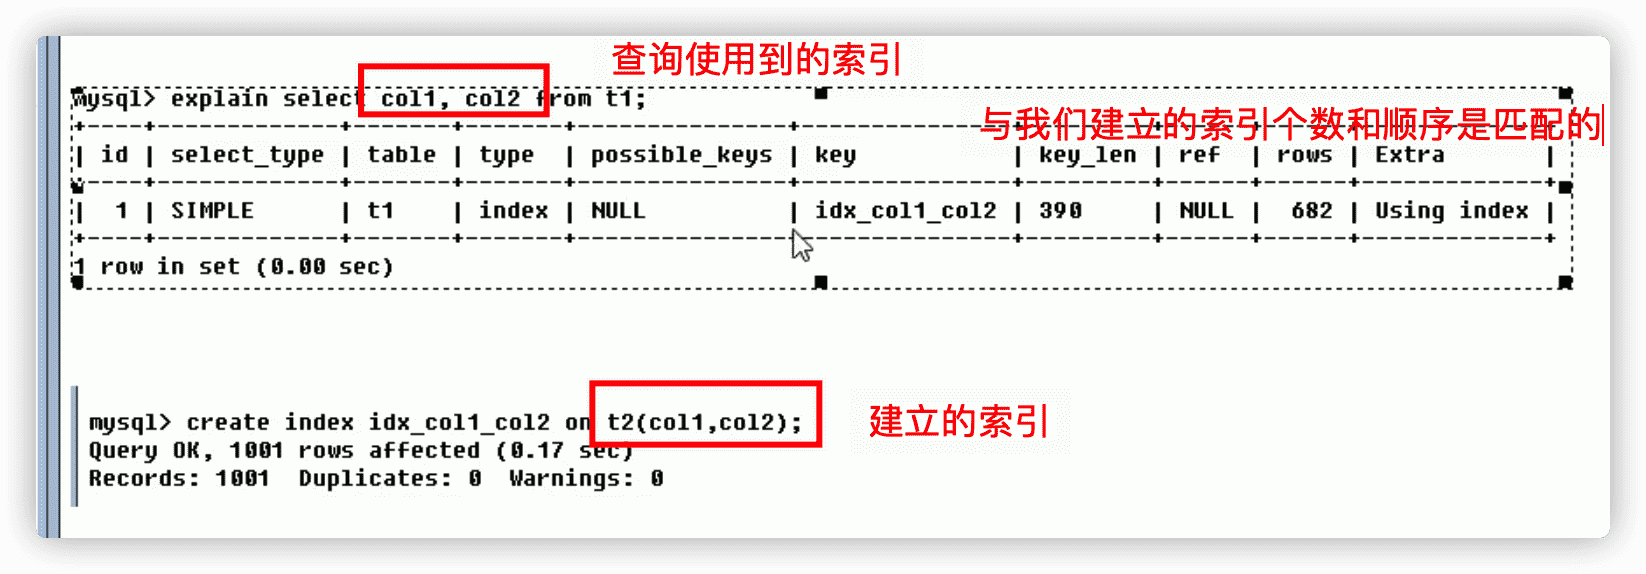 查询使用到的索引
mysql> explain select col1, col2 from t1;
与我们建立的索引个数和顺序是匹配的
| id | select_type | table | type | possible_keys | key | key_len | ref | rows | Extra |
| 1 | SIMPLE | t1 | index | NULL | idx_col1_col2 | 390 | NULL | 682 | Using index |
1 row in set (0.00 sec)
mysql> create index idx_col1_col2 on t2(col1,col2);
建立的索引
Query OK, 1001 rows affected (0.17 sec)
Records: 1001 Duplicates: 0 Warnings: 0